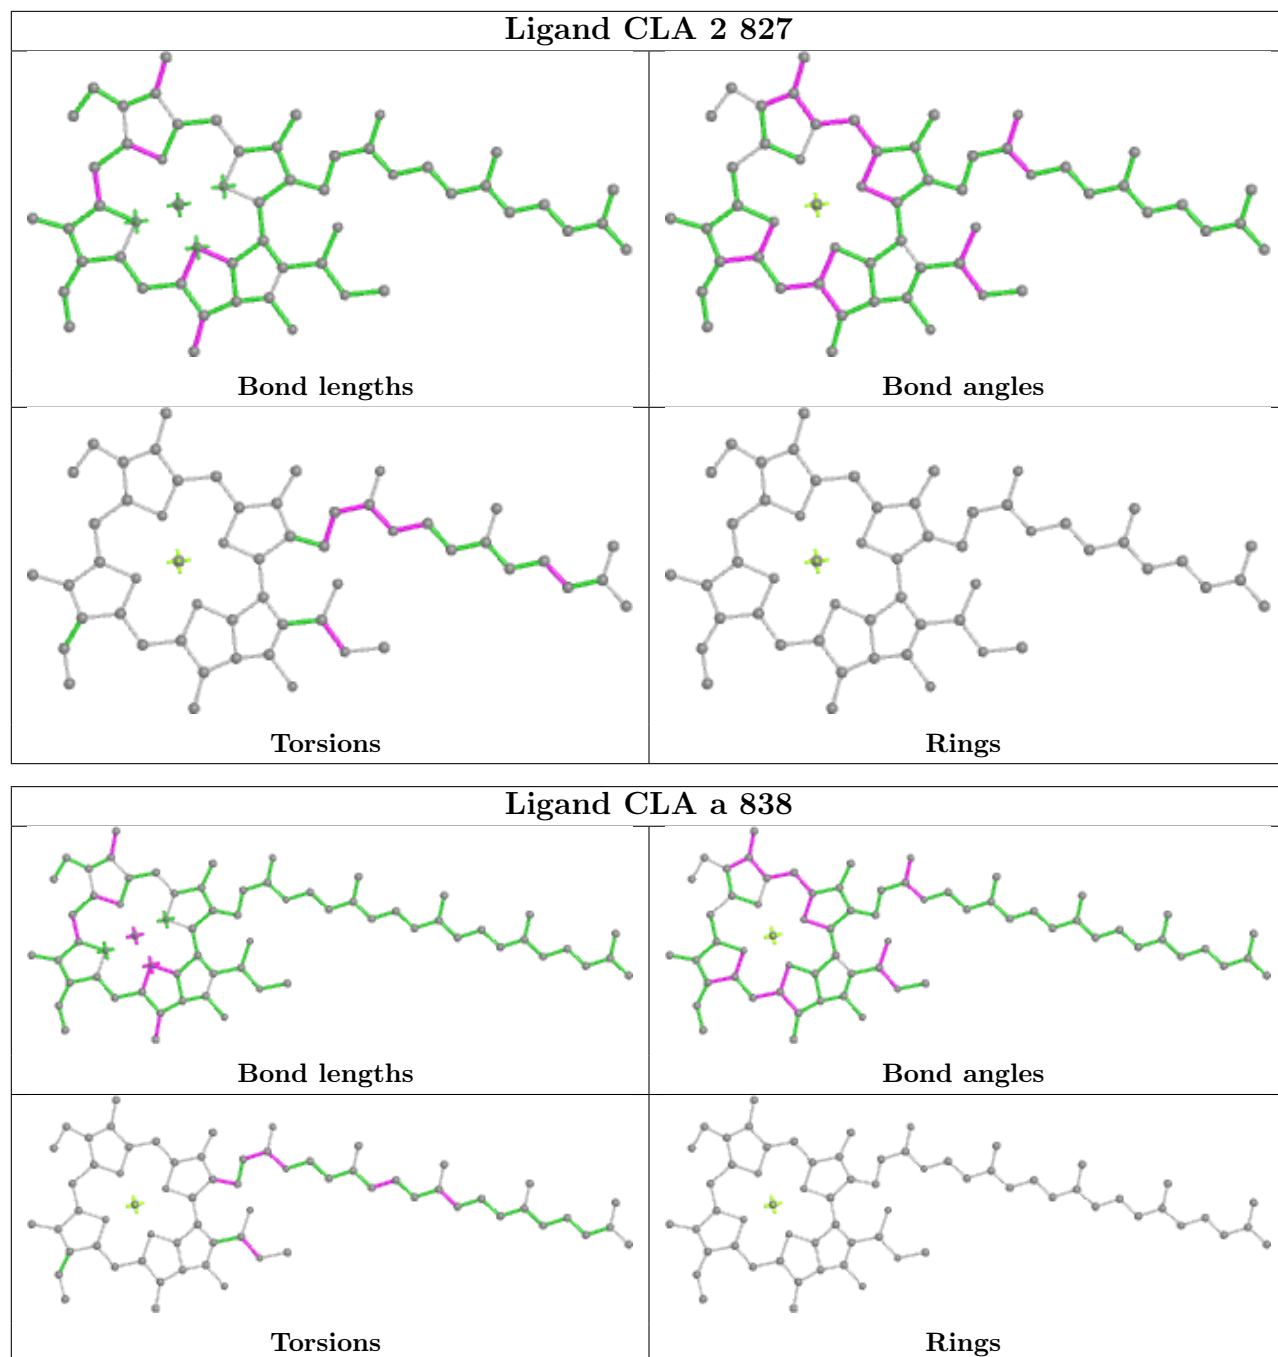 Ligand CLA 2 827
Bond lengths
Bond angles
Torsions
Rings
Ligand CLA a 838
Bond lengths
Bond angles
Torsions
Rings